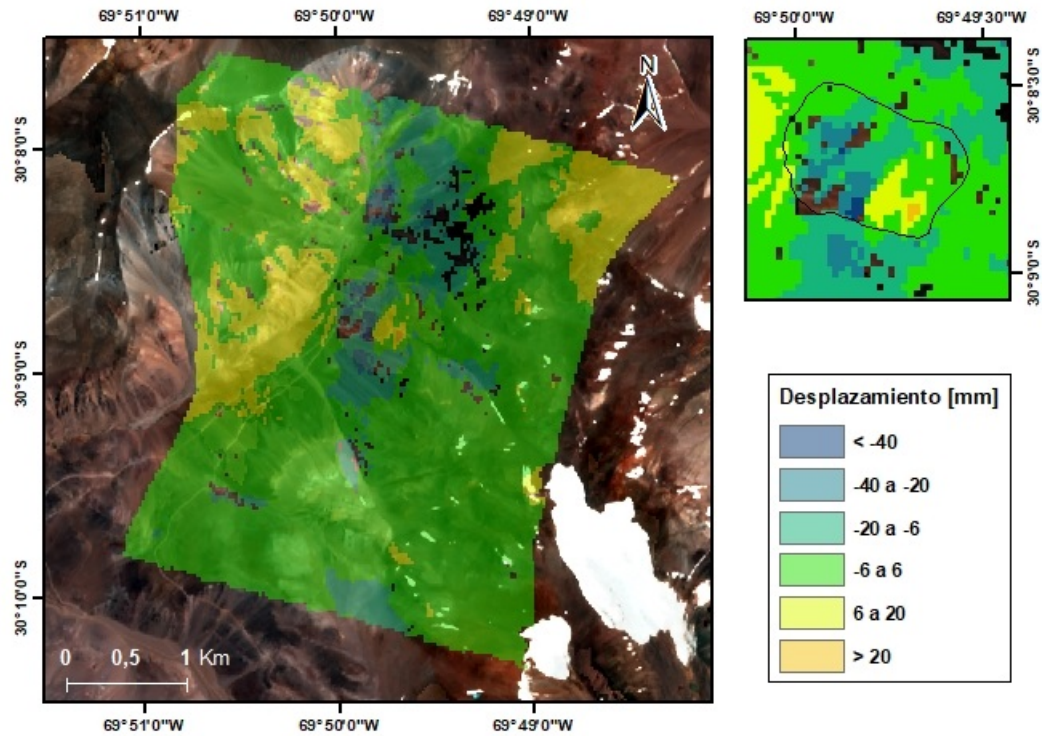 69°51'0"W 69°50'0"W 69°49'0"W
30°8'0"S
30°9'0"S
30°10'0"S
N
0 0,5 1 Km
69°51'0"W 69°50'0"W 69°49'0"W
69°50'0"W 69°49'30"W
30°8'30"S
30°9'0"S
Desplazamiento [mm]
< -40
-40 a -20
-20 a -6
-6 a 6
6 a 20
> 20